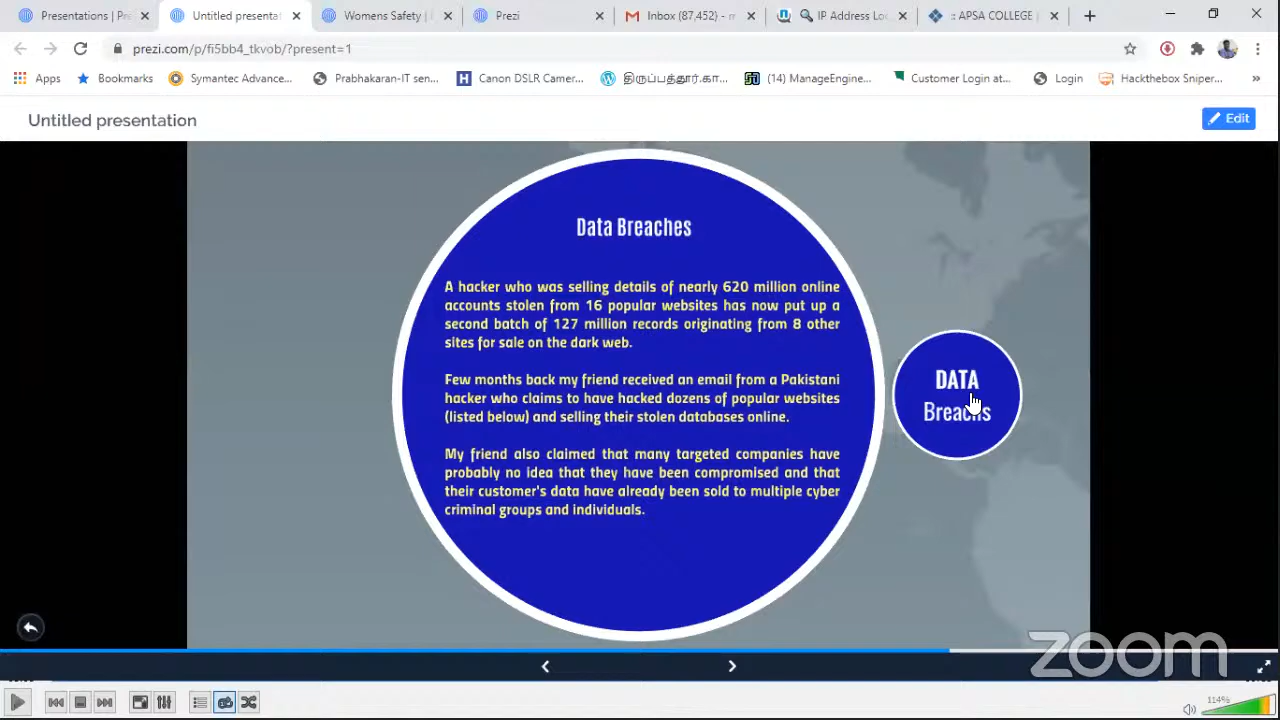 Presentations | Pre
Untitled presenta
Womens Safety |
Prezi
Inbox (87,452) - m
IP Address Loc
:: APSA COLLEGE
prezi.com/p/fi5bb4_tkvob/?present=1
Apps
Bookmarks
Symantec Advance...
Prabhakaran-IT sen...
Canon DSLR Camer...
திருப்பத்தூர்.கா...
(14) ManageEngine...
Customer Login at...
Login
Hackthebox Sniper...
»
Untitled presentation
Edit
Data Breaches
A hacker who was selling details of nearly 620 million online
accounts stolen from 16 popular websites has now put up a
second batch of 127 million records originating from 8 other
sites for sale on the dark web.
Few months back my friend received an email from a Pakistani
hacker who claims to have hacked dozens of popular websites
(listed below) and selling their stolen databases online.
My friend also claimed that many targeted companies have
probably no idea that they have been compromised and that
their customer's data have already been sold to multiple cyber
criminal groups and individuals.
DATA
zoom
114%